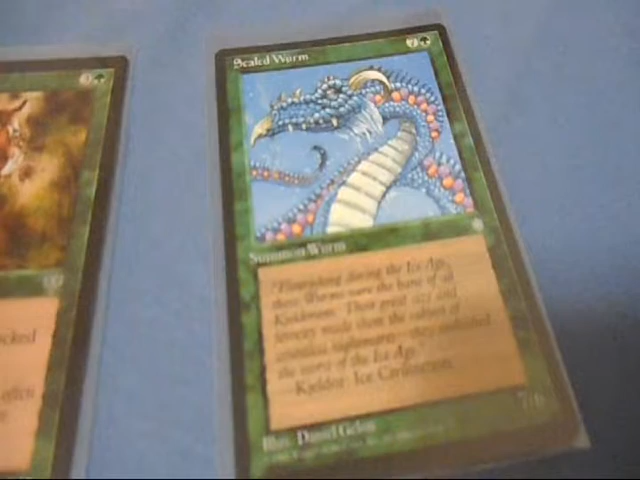 Scaled Wurm
7
Summon Wurm
"Flourishing during the Ice Age,
these Wurms were the bane of all
Kjeldorans. Their great size and
ferocity made them the subject of
countless nightmares—they embodied
the worst of the Ice Age."
—Kjeldor: Ice Civilization
7/6
Illus. Daniel Gelon
3
often